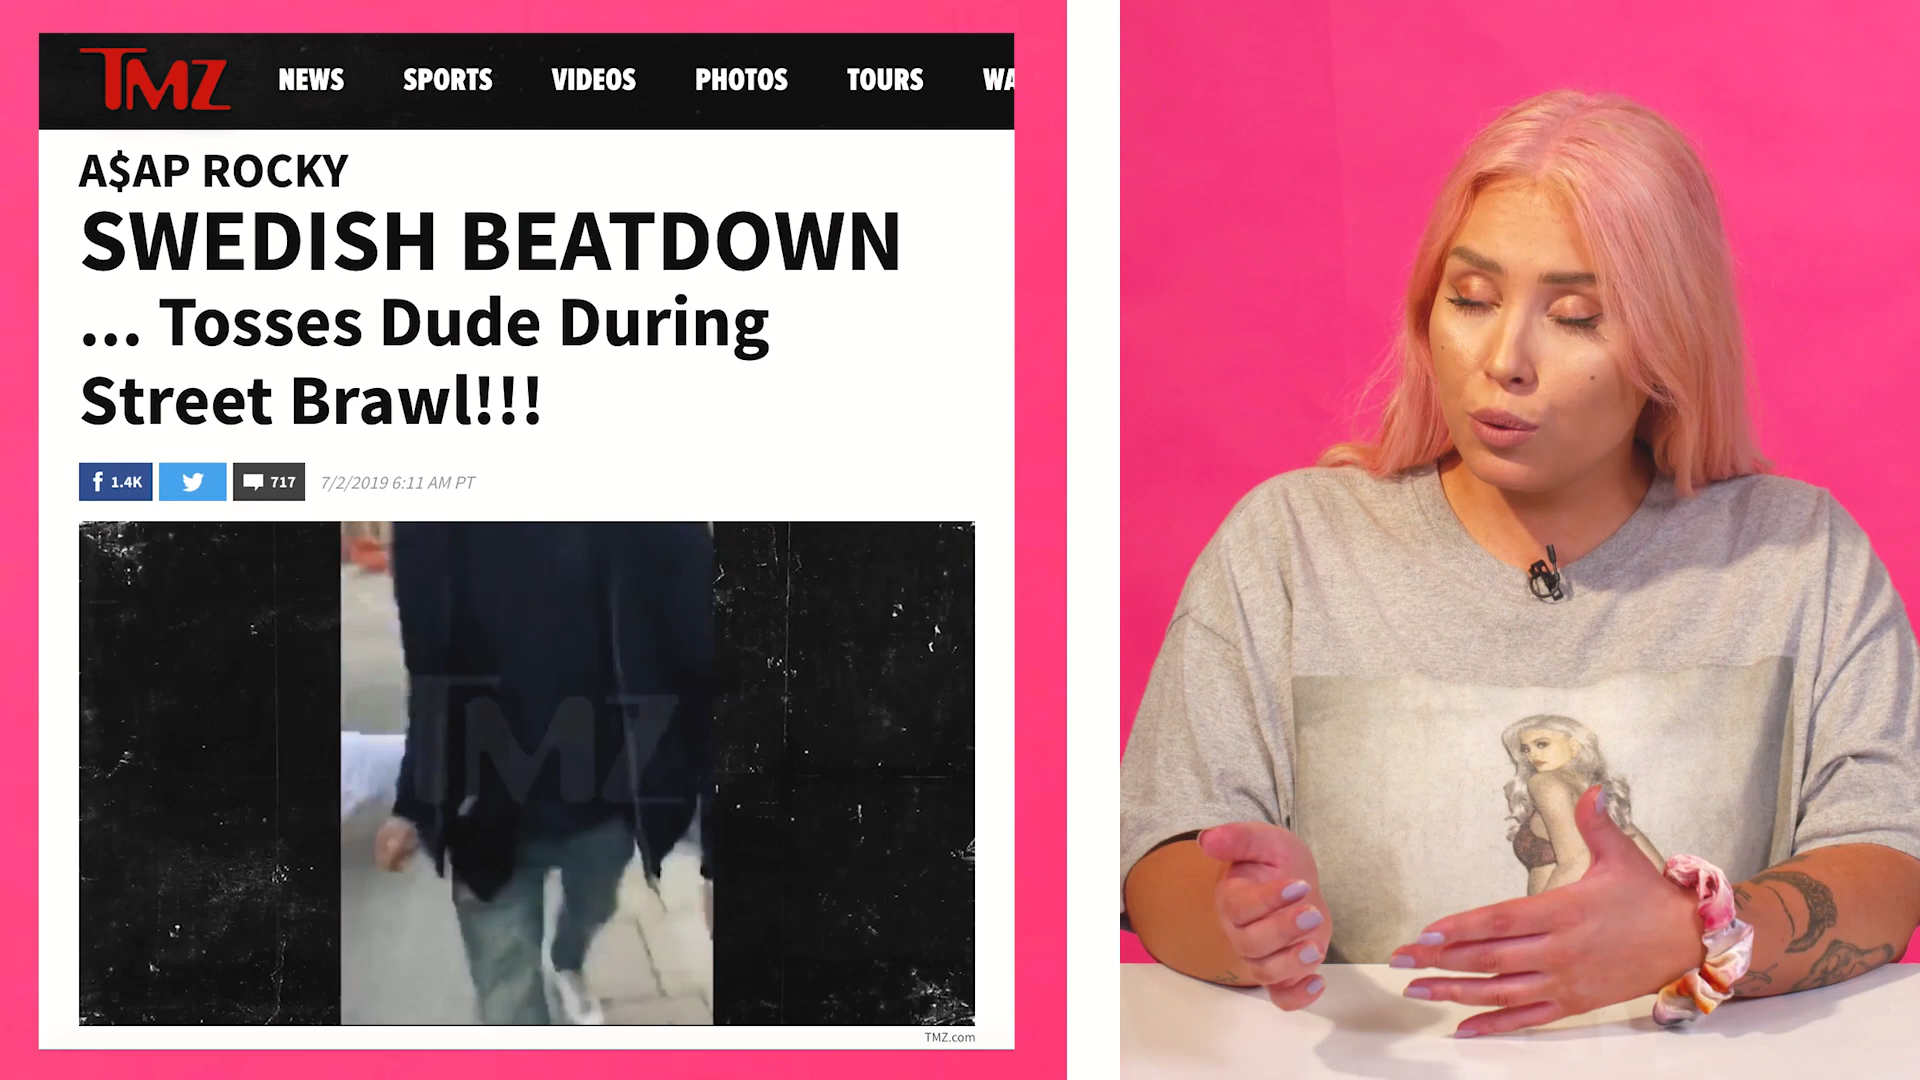 TMZ NEWS SPORTS VIDEOS PHOTOS TOURS WA
A$AP ROCKY
SWEDISH BEATDOWN
... Tosses Dude During
Street Brawl!!!
f 1.4K 717 7/2/2019 6:11 AM PT
TMZ
TMZ.com